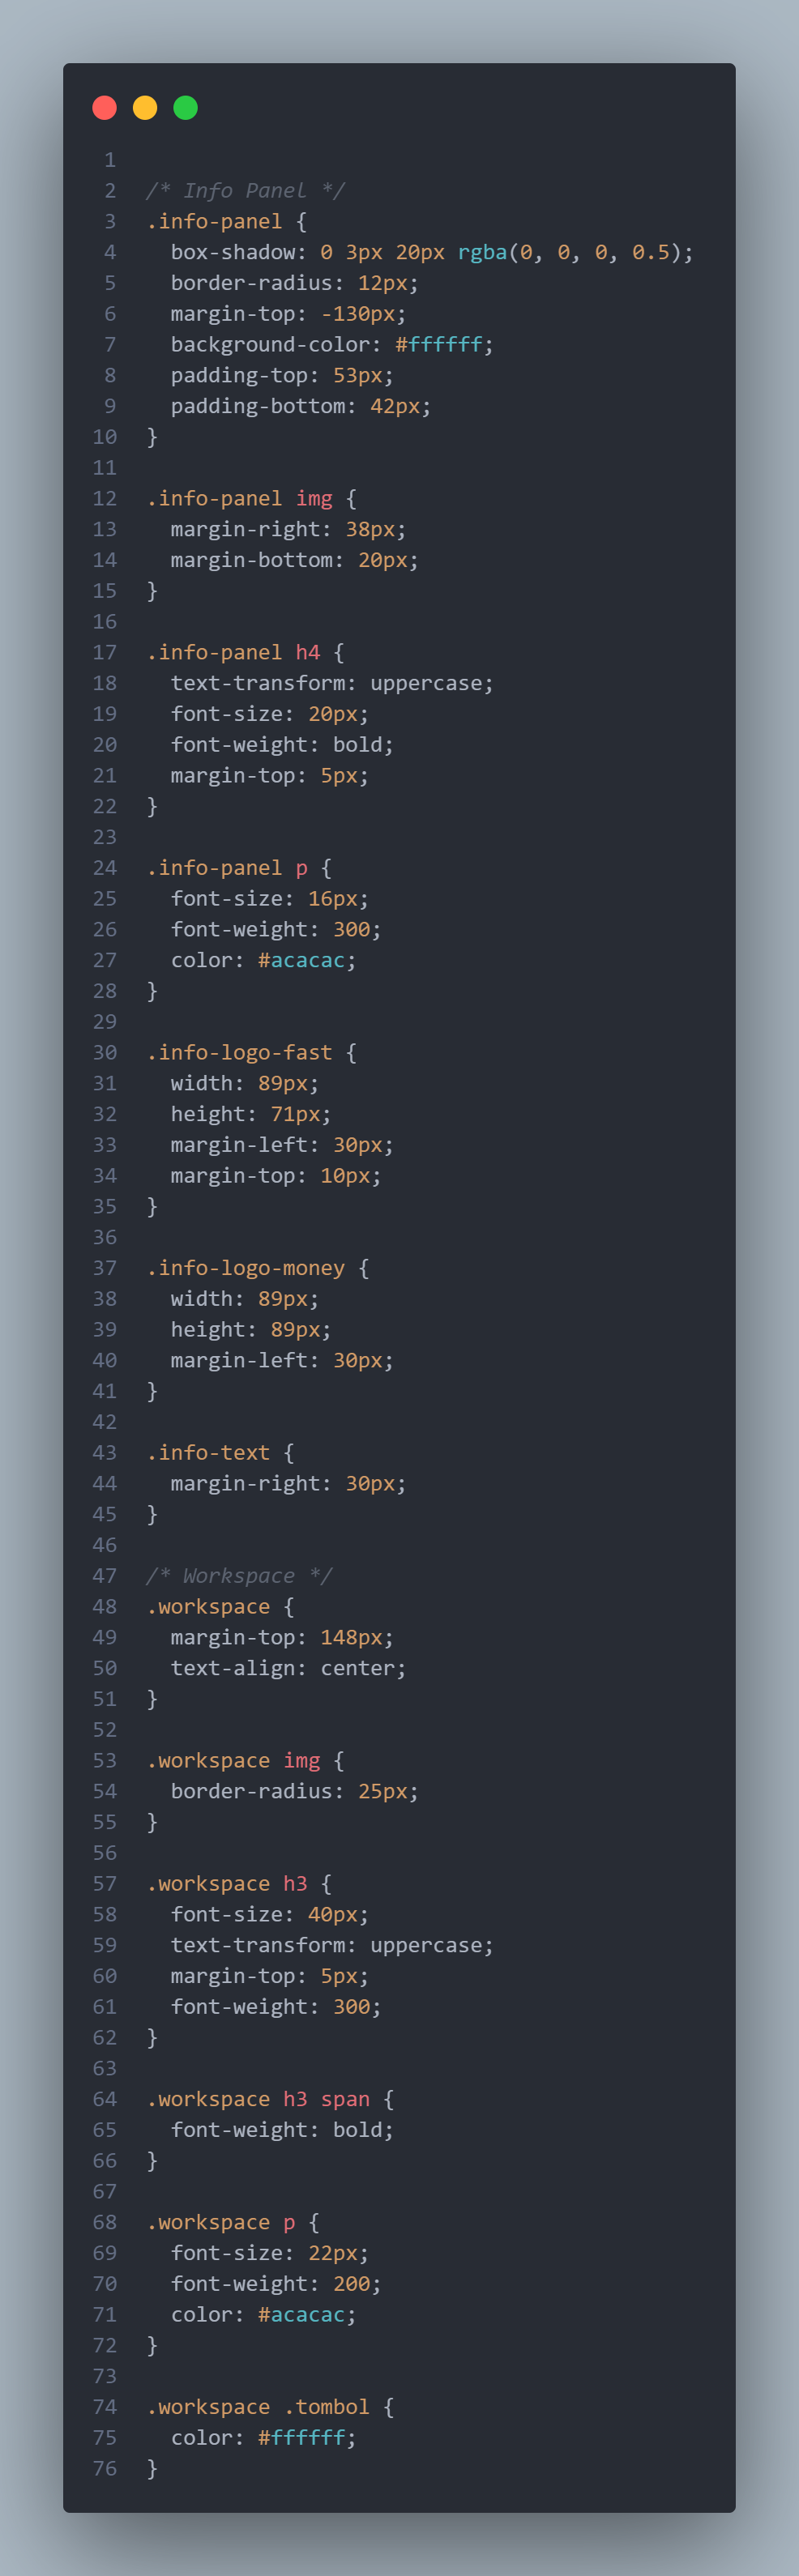 1
2 /* Info Panel */
3 .info-panel {
4   box-shadow: 0 3px 20px rgba(0, 0, 0, 0.5);
5   border-radius: 12px;
6   margin-top: -130px;
7   background-color: #ffffff;
8   padding-top: 53px;
9   padding-bottom: 42px;
10 }
11
12 .info-panel img {
13   margin-right: 38px;
14   margin-bottom: 20px;
15 }
16
17 .info-panel h4 {
18   text-transform: uppercase;
19   font-size: 20px;
20   font-weight: bold;
21   margin-top: 5px;
22 }
23
24 .info-panel p {
25   font-size: 16px;
26   font-weight: 300;
27   color: #acacac;
28 }
29
30 .info-logo-fast {
31   width: 89px;
32   height: 71px;
33   margin-left: 30px;
34   margin-top: 10px;
35 }
36
37 .info-logo-money {
38   width: 89px;
39   height: 89px;
40   margin-left: 30px;
41 }
42
43 .info-text {
44   margin-right: 30px;
45 }
46
47 /* Workspace */
48 .workspace {
49   margin-top: 148px;
50   text-align: center;
51 }
52
53 .workspace img {
54   border-radius: 25px;
55 }
56
57 .workspace h3 {
58   font-size: 40px;
59   text-transform: uppercase;
60   margin-top: 5px;
61   font-weight: 300;
62 }
63
64 .workspace h3 span {
65   font-weight: bold;
66 }
67
68 .workspace p {
69   font-size: 22px;
70   font-weight: 200;
71   color: #acacac;
72 }
73
74 .workspace .tombol {
75   color: #ffffff;
76 }